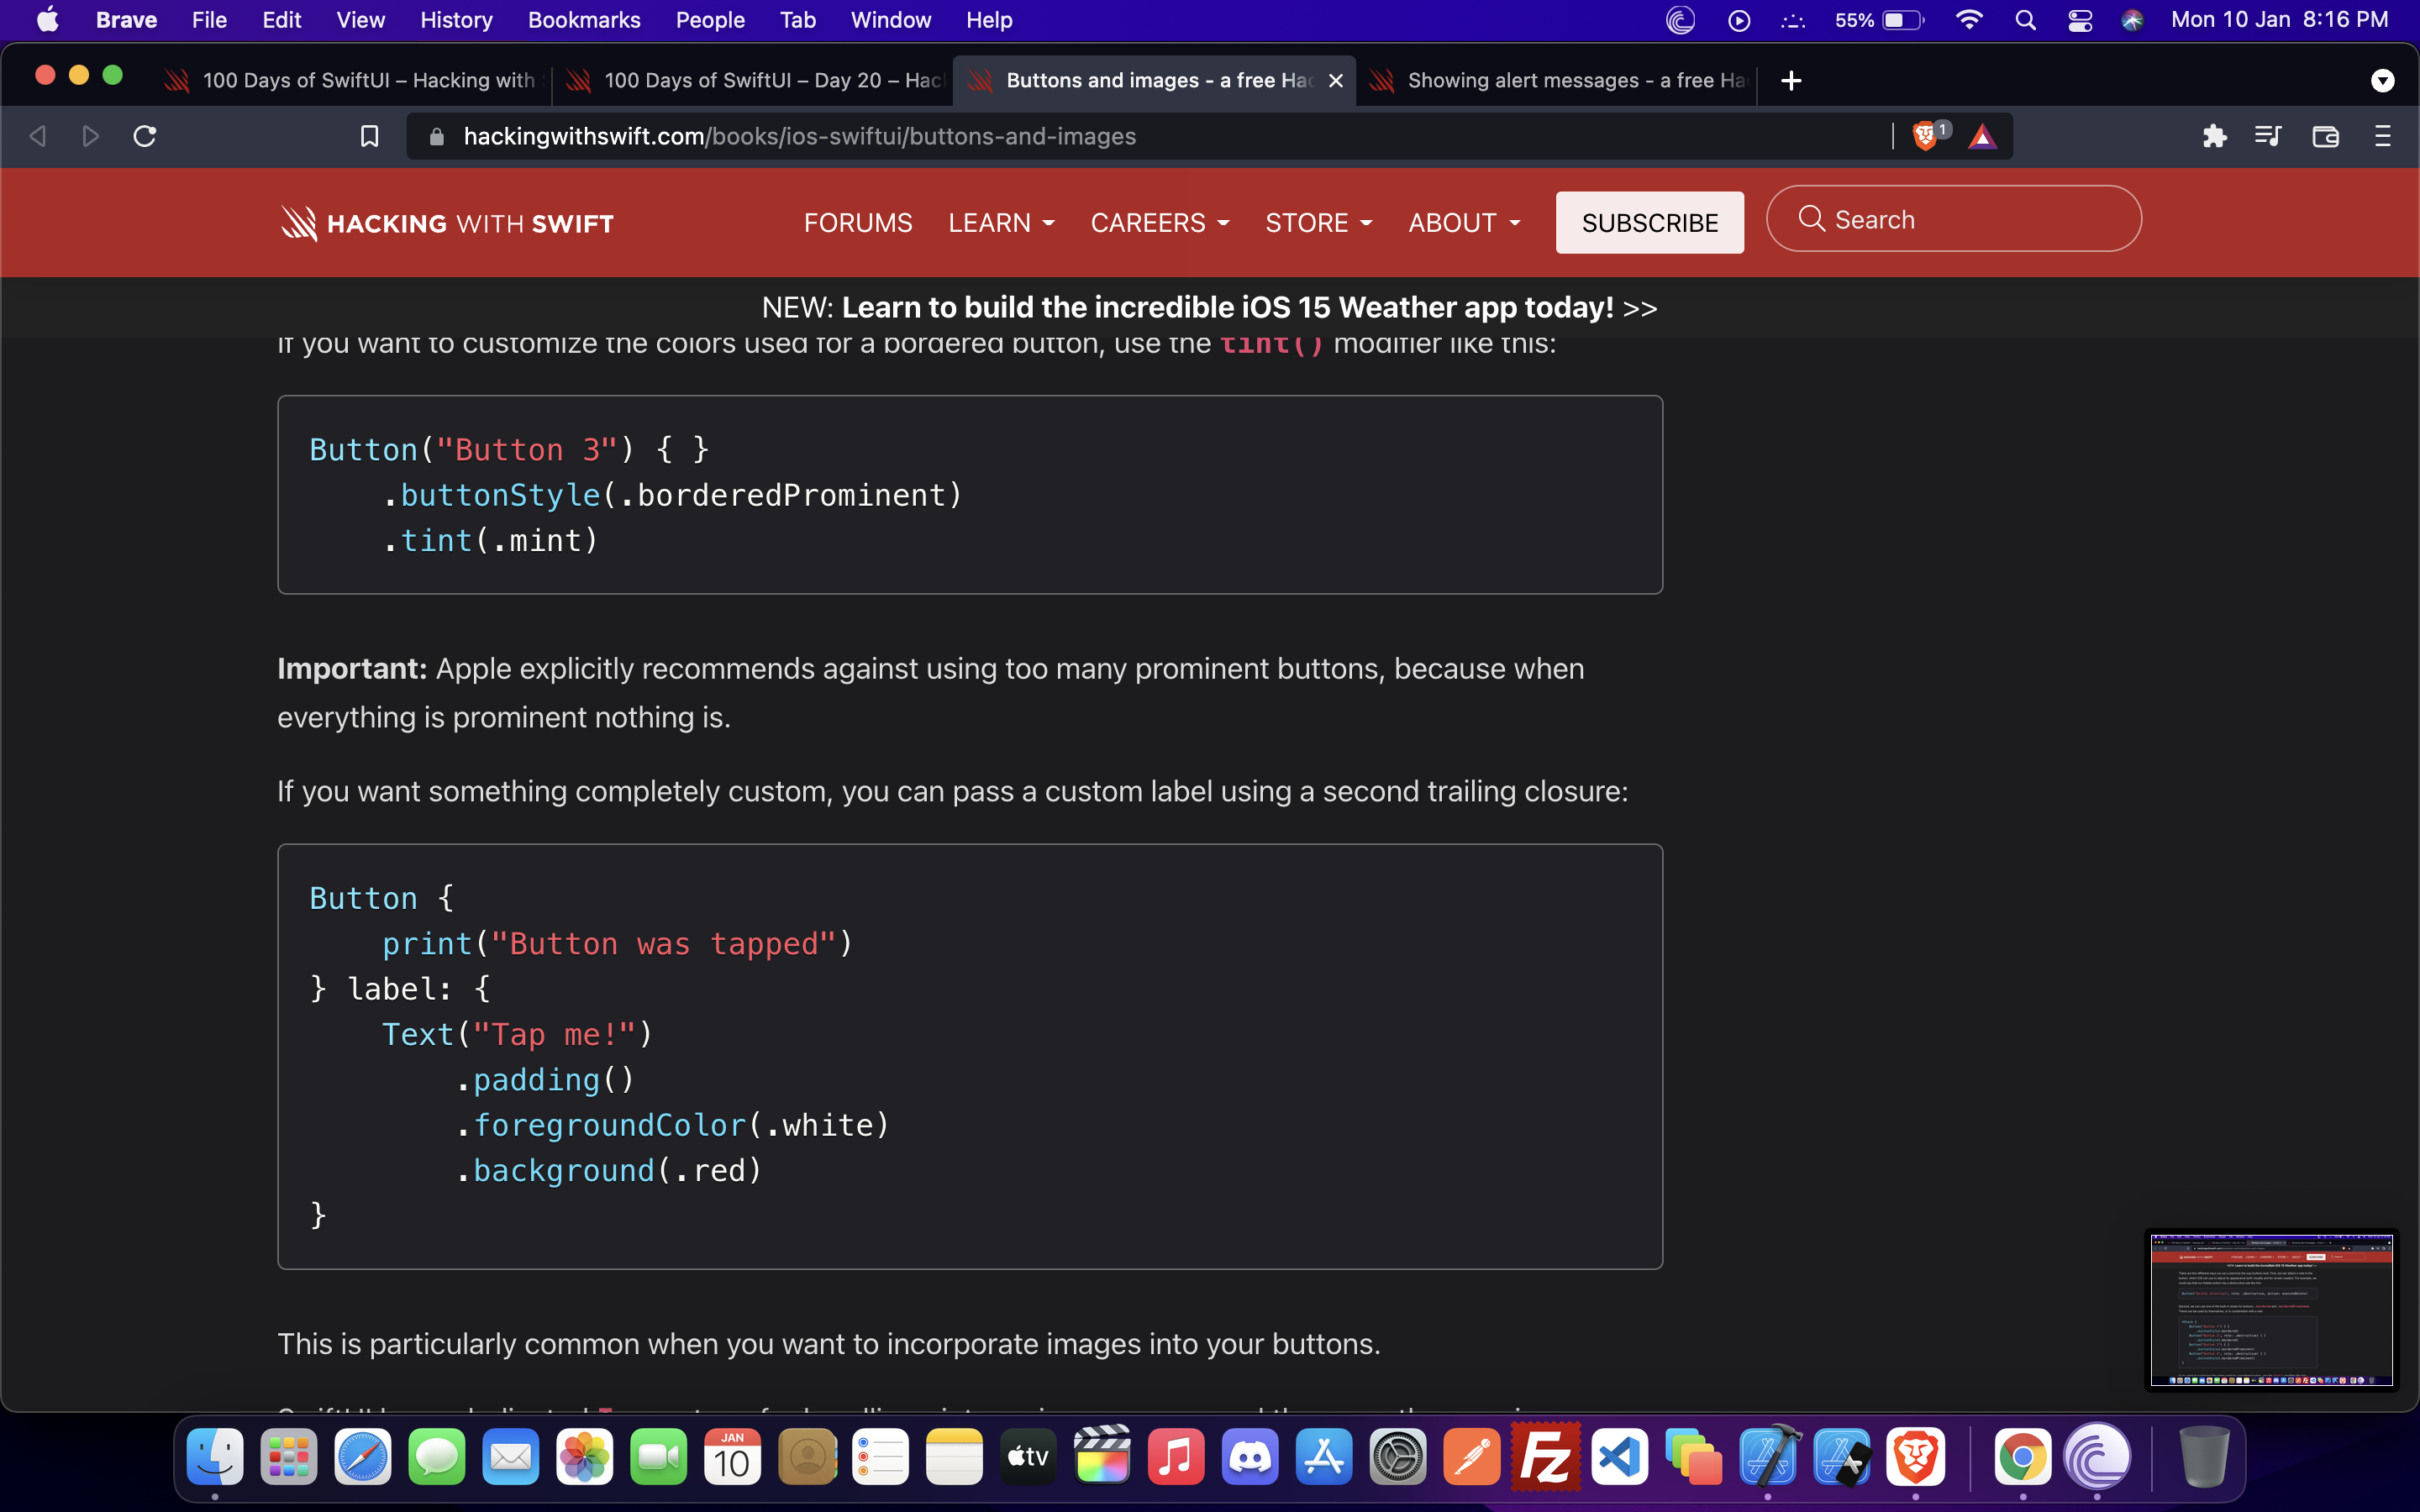 Brave File Edit View History Bookmarks People Tab Window Help 55% Mon 10 Jan 8:16 PM
100 Days of SwiftUI – Hacking with 100 Days of SwiftUI – Day 20 – Hac Buttons and images - a free Hac Showing alert messages - a free Ha
hackingwithswift.com/books/ios-swiftui/buttons-and-images 1
HACKING WITH SWIFT FORUMS LEARN CAREERS STORE ABOUT SUBSCRIBE Search
NEW: Learn to build the incredible iOS 15 Weather app today! >>
If you want to customize the colors used for a bordered button, use the tint() modifier like this:
Button("Button 3") { }
    .buttonStyle(.borderedProminent)
    .tint(.mint)
Important: Apple explicitly recommends against using too many prominent buttons, because when
everything is prominent nothing is.
If you want something completely custom, you can pass a custom label using a second trailing closure:
Button {
    print("Button was tapped")
} label: {
    Text("Tap me!")
        .padding()
        .foregroundColor(.white)
        .background(.red)
}
This is particularly common when you want to incorporate images into your buttons.
JAN
10
tv
Fz